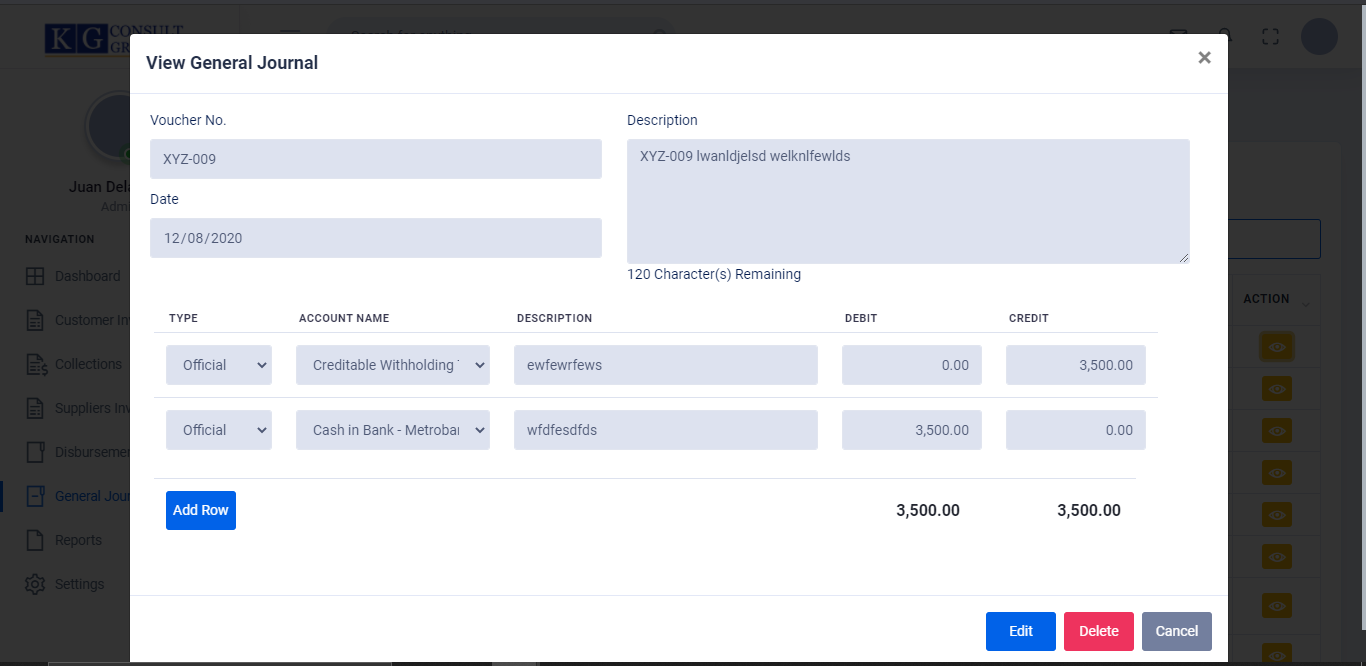 KG CONSULT
View General Journal
×
Voucher No.
XYZ-009
Date
12/08/2020
Description
XYZ-009 lwanldjelsd welknlfewlds
120 Character(s) Remaining
TYPE ACCOUNT NAME DESCRIPTION DEBIT CREDIT
Official Creditable Withholding ewfewrfews 0.00 3,500.00
Official Cash in Bank - Metroba wfdfesdfds 3,500.00 0.00
Add Row 3,500.00 3,500.00
Edit Delete Cancel
Juan Dela
Adm
NAVIGATION
Dashboard
Customer In
Collections
Suppliers Inv
Disburseme
General Jour
Reports
Settings
ACTION